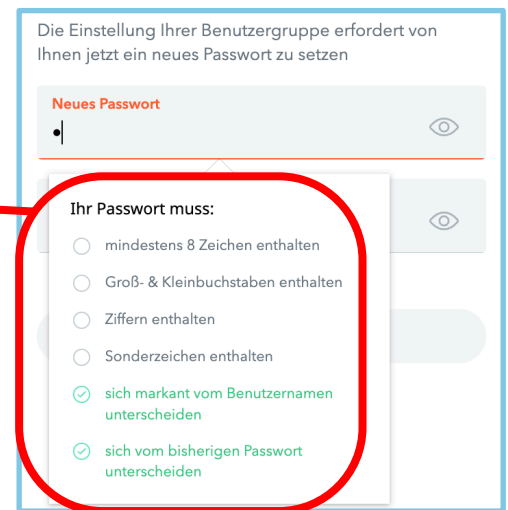 Die Einstellung Ihrer Benutzergruppe erfordert von
Ihnen jetzt ein neues Passwort zu setzen
Neues Passwort
•
Ihr Passwort muss:
mindestens 8 Zeichen enthalten
Groß- & Kleinbuchstaben enthalten
Ziffern enthalten
Sonderzeichen enthalten
sich markant vom Benutzernamen
unterscheiden
sich vom bisherigen Passwort
unterscheiden